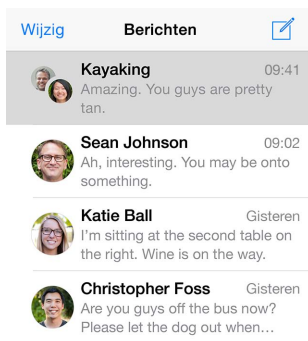 Wijzig Berichten
Kayaking 09:41
Amazing. You guys are pretty
tan.
Sean Johnson 09:02
Ah, interesting. You may be onto
something.
Katie Ball Gisteren
I'm sitting at the second table on
the right. Wine is on the way.
Christopher Foss Gisteren
Are you guys off the bus now?
Please let the dog out when…